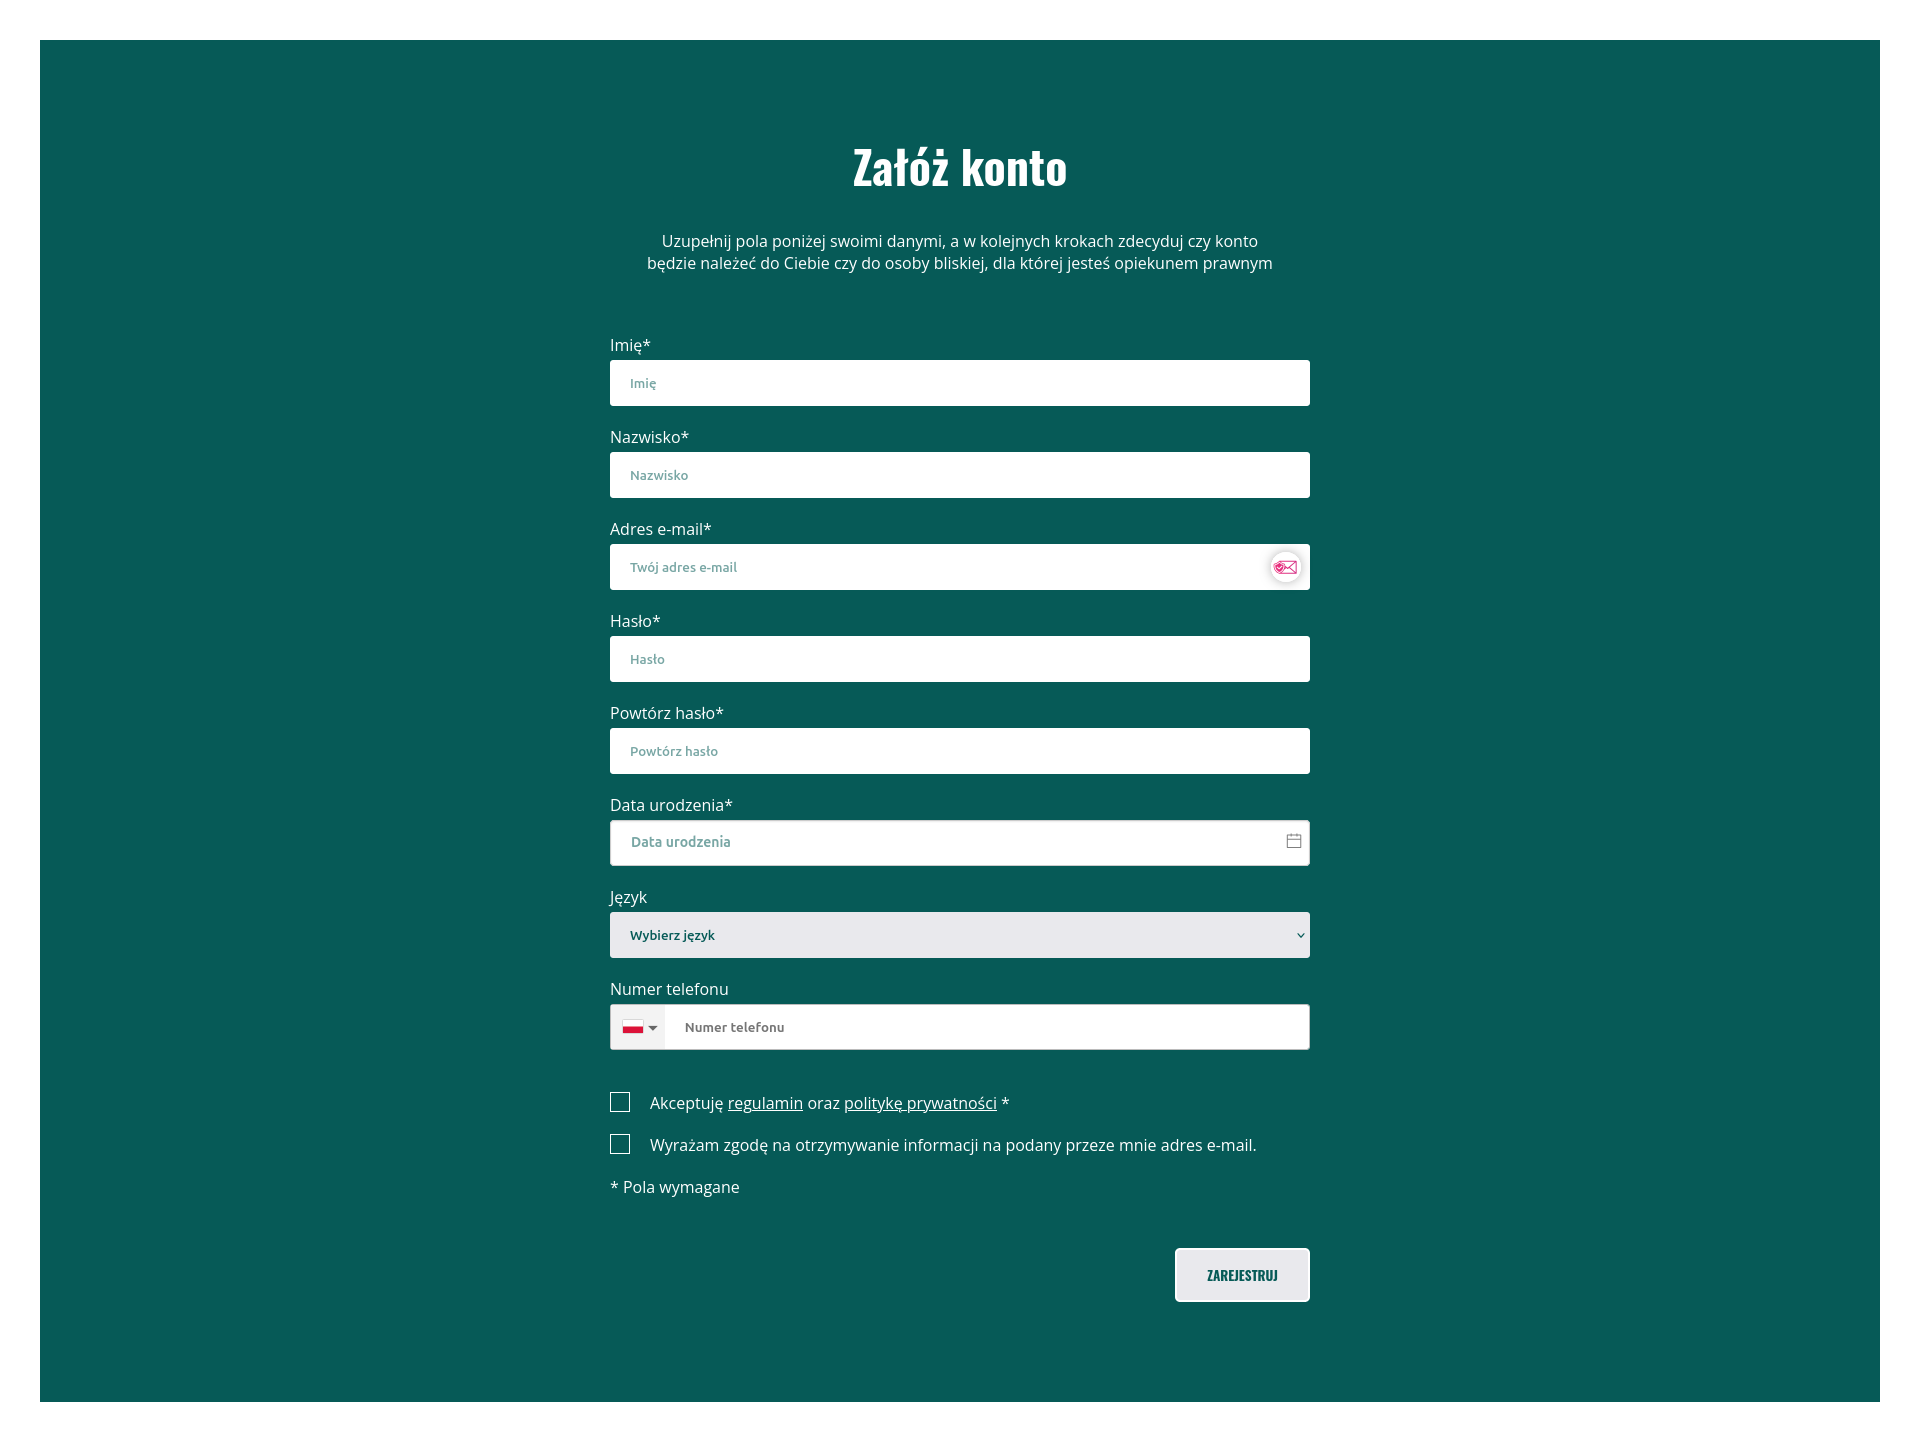 Załóż konto
Uzupełnij pola poniżej swoimi danymi, a w kolejnych krokach zdecyduj czy konto
będzie należeć do Ciebie czy do osoby bliskiej, dla której jesteś opiekunem prawnym
Imię*
Imię
Nazwisko*
Nazwisko
Adres e-mail*
Twój adres e-mail
Hasło*
Hasło
Powtórz hasło*
Powtórz hasło
Data urodzenia*
Data urodzenia
Język
Wybierz język
Numer telefonu
Numer telefonu
Akceptuję regulamin oraz politykę prywatności *
Wyrażam zgodę na otrzymywanie informacji na podany przeze mnie adres e-mail.
* Pola wymagane
ZAREJESTRUJ